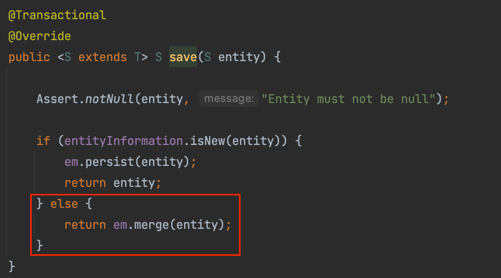 @Transactional
@Override
public <S extends T> S save(S entity) {
Assert.notNull(entity, message: "Entity must not be null");
if (entityInformation.isNew(entity)) {
em.persist(entity);
return entity;
} else {
return em.merge(entity);
}
}